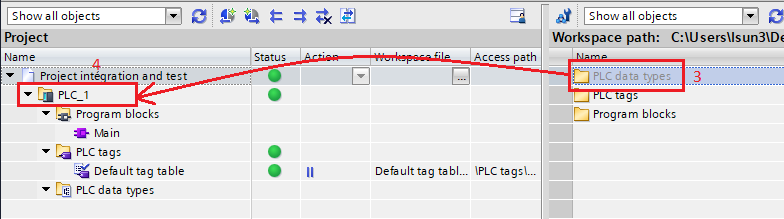 Show all objects
Show all objects
Project
Workspace path: C:\Users\lsun3\De
Name Status Action Workspace file Access path
Name
4
Project integration and test ...
PLC data types 3
PLC_1
PLC tags
Program blocks
Program blocks
Main
PLC tags
Default tag table Default tag tabl... \PLC tags\...
PLC data types